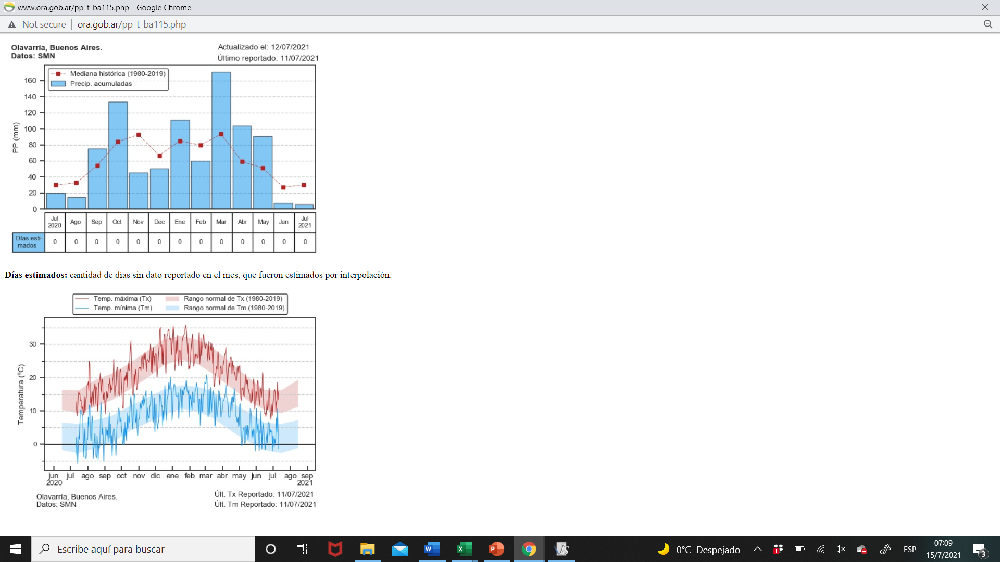 www.ora.gob.ar/pp_t_ba115.php - Google Chrome
Not secure | ora.gob.ar/pp_t_ba115.php
Olavarría, Buenos Aires.
Datos: SMN
Actualizado el: 12/07/2021
Último reportado: 11/07/2021
Mediana histórica (1980-2019)
Precip. acumuladas
PP (mm)
160
140
120
100
80
60
40
20
0
Jul 2020 Ago Sep Oct Nov Dec Ene Feb Mar Abr May Jun Jul 2021
Días esti-
mados
0 0 0 0 0 0 0 0 0 0 0 0 0
Días estimados: cantidad de dias sin dato reportado en el mes, que fueron estimados por interpolación.
Temp. máxima (Tx) Rango normal de Tx (1980-2019)
Temp. mínima (Tm) Rango normal de Tm (1980-2019)
Temperatura (ºC)
30
20
10
0
jun jul ago sep oct nov dic ene feb mar abr may jun jul ago sep
2020 2021
Olavarría, Buenos Aires.
Datos: SMN
Últ. Tx Reportado: 11/07/2021
Últ. Tm Reportado: 11/07/2021
Escribe aquí para buscar
0°C Despejado
ESP
07:09
15/7/2021
3
1